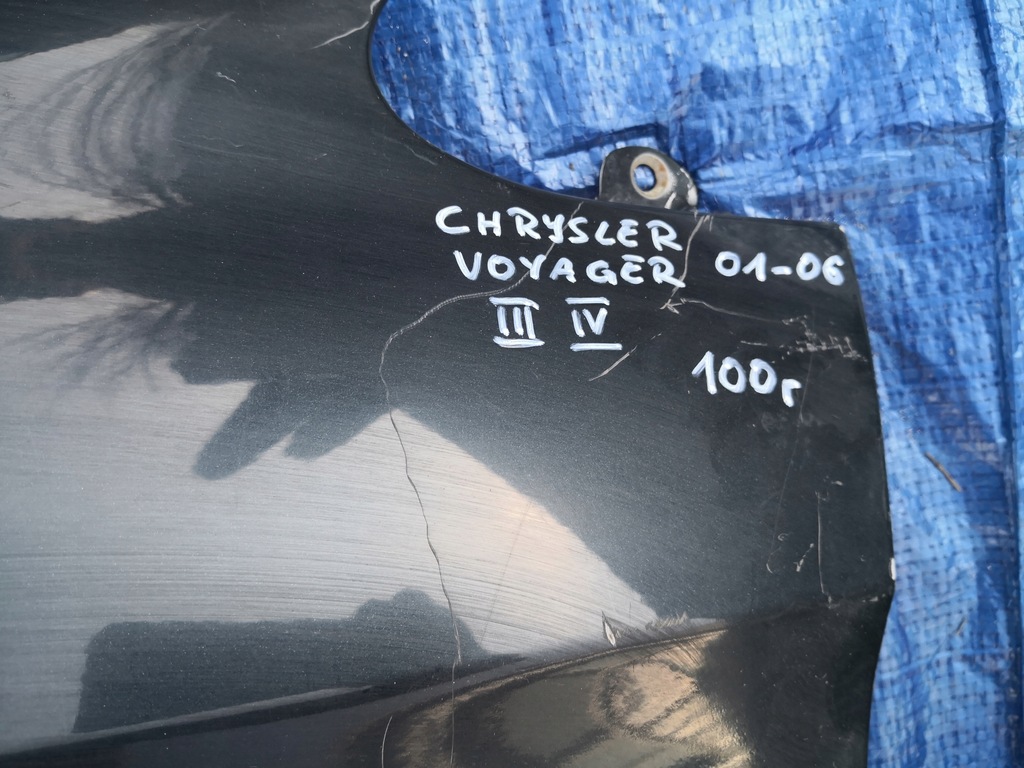 CHRYSLER
VOYAGER 01-06
III IV
100r